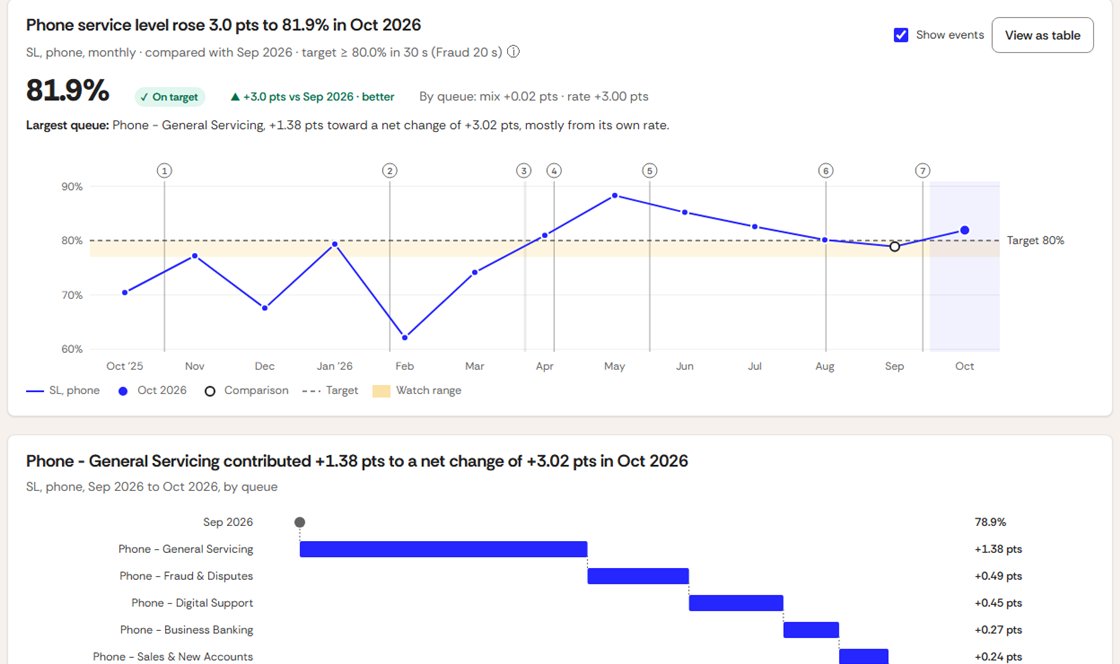 Phone service level rose 3.0 pts to 81.9% in Oct 2026
SL, phone, monthly · compared with Sep 2026 · target ≥ 80.0% in 30 s (Fraud 20 s) ⓘ
Show events
View as table
81.9%
✓ On target
▲ +3.0 pts vs Sep 2026 · better
By queue: mix +0.02 pts · rate +3.00 pts
Largest queue: Phone - General Servicing, +1.38 pts toward a net change of +3.02 pts, mostly from its own rate.
1 2 3 4 5 6 7
90%
80%
Target 80%
70%
60%
Oct '25 Nov Dec Jan '26 Feb Mar Apr May Jun Jul Aug Sep Oct
SL, phone Oct 2026 Comparison Target Watch range
Phone - General Servicing contributed +1.38 pts to a net change of +3.02 pts in Oct 2026
SL, phone, Sep 2026 to Oct 2026, by queue
Sep 2026 78.9%
Phone - General Servicing +1.38 pts
Phone - Fraud & Disputes +0.49 pts
Phone - Digital Support +0.45 pts
Phone - Business Banking +0.27 pts
Phone - Sales & New Accounts +0.24 pts